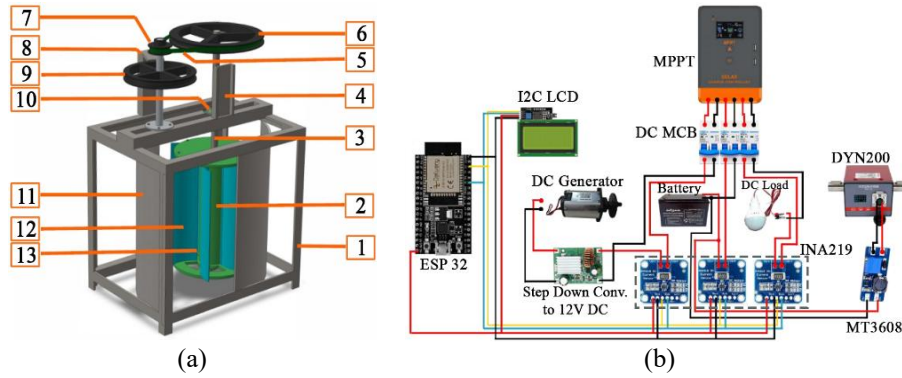 7
8
9
10
6
5
4
3
11
12
13
2
1
(a)
MPPT
I2C LCD
DC MCB
DYN200
DC Generator
Battery
DC Load
ESP 32
INA219
Step Down Conv.
to 12V DC
MT3608
(b)